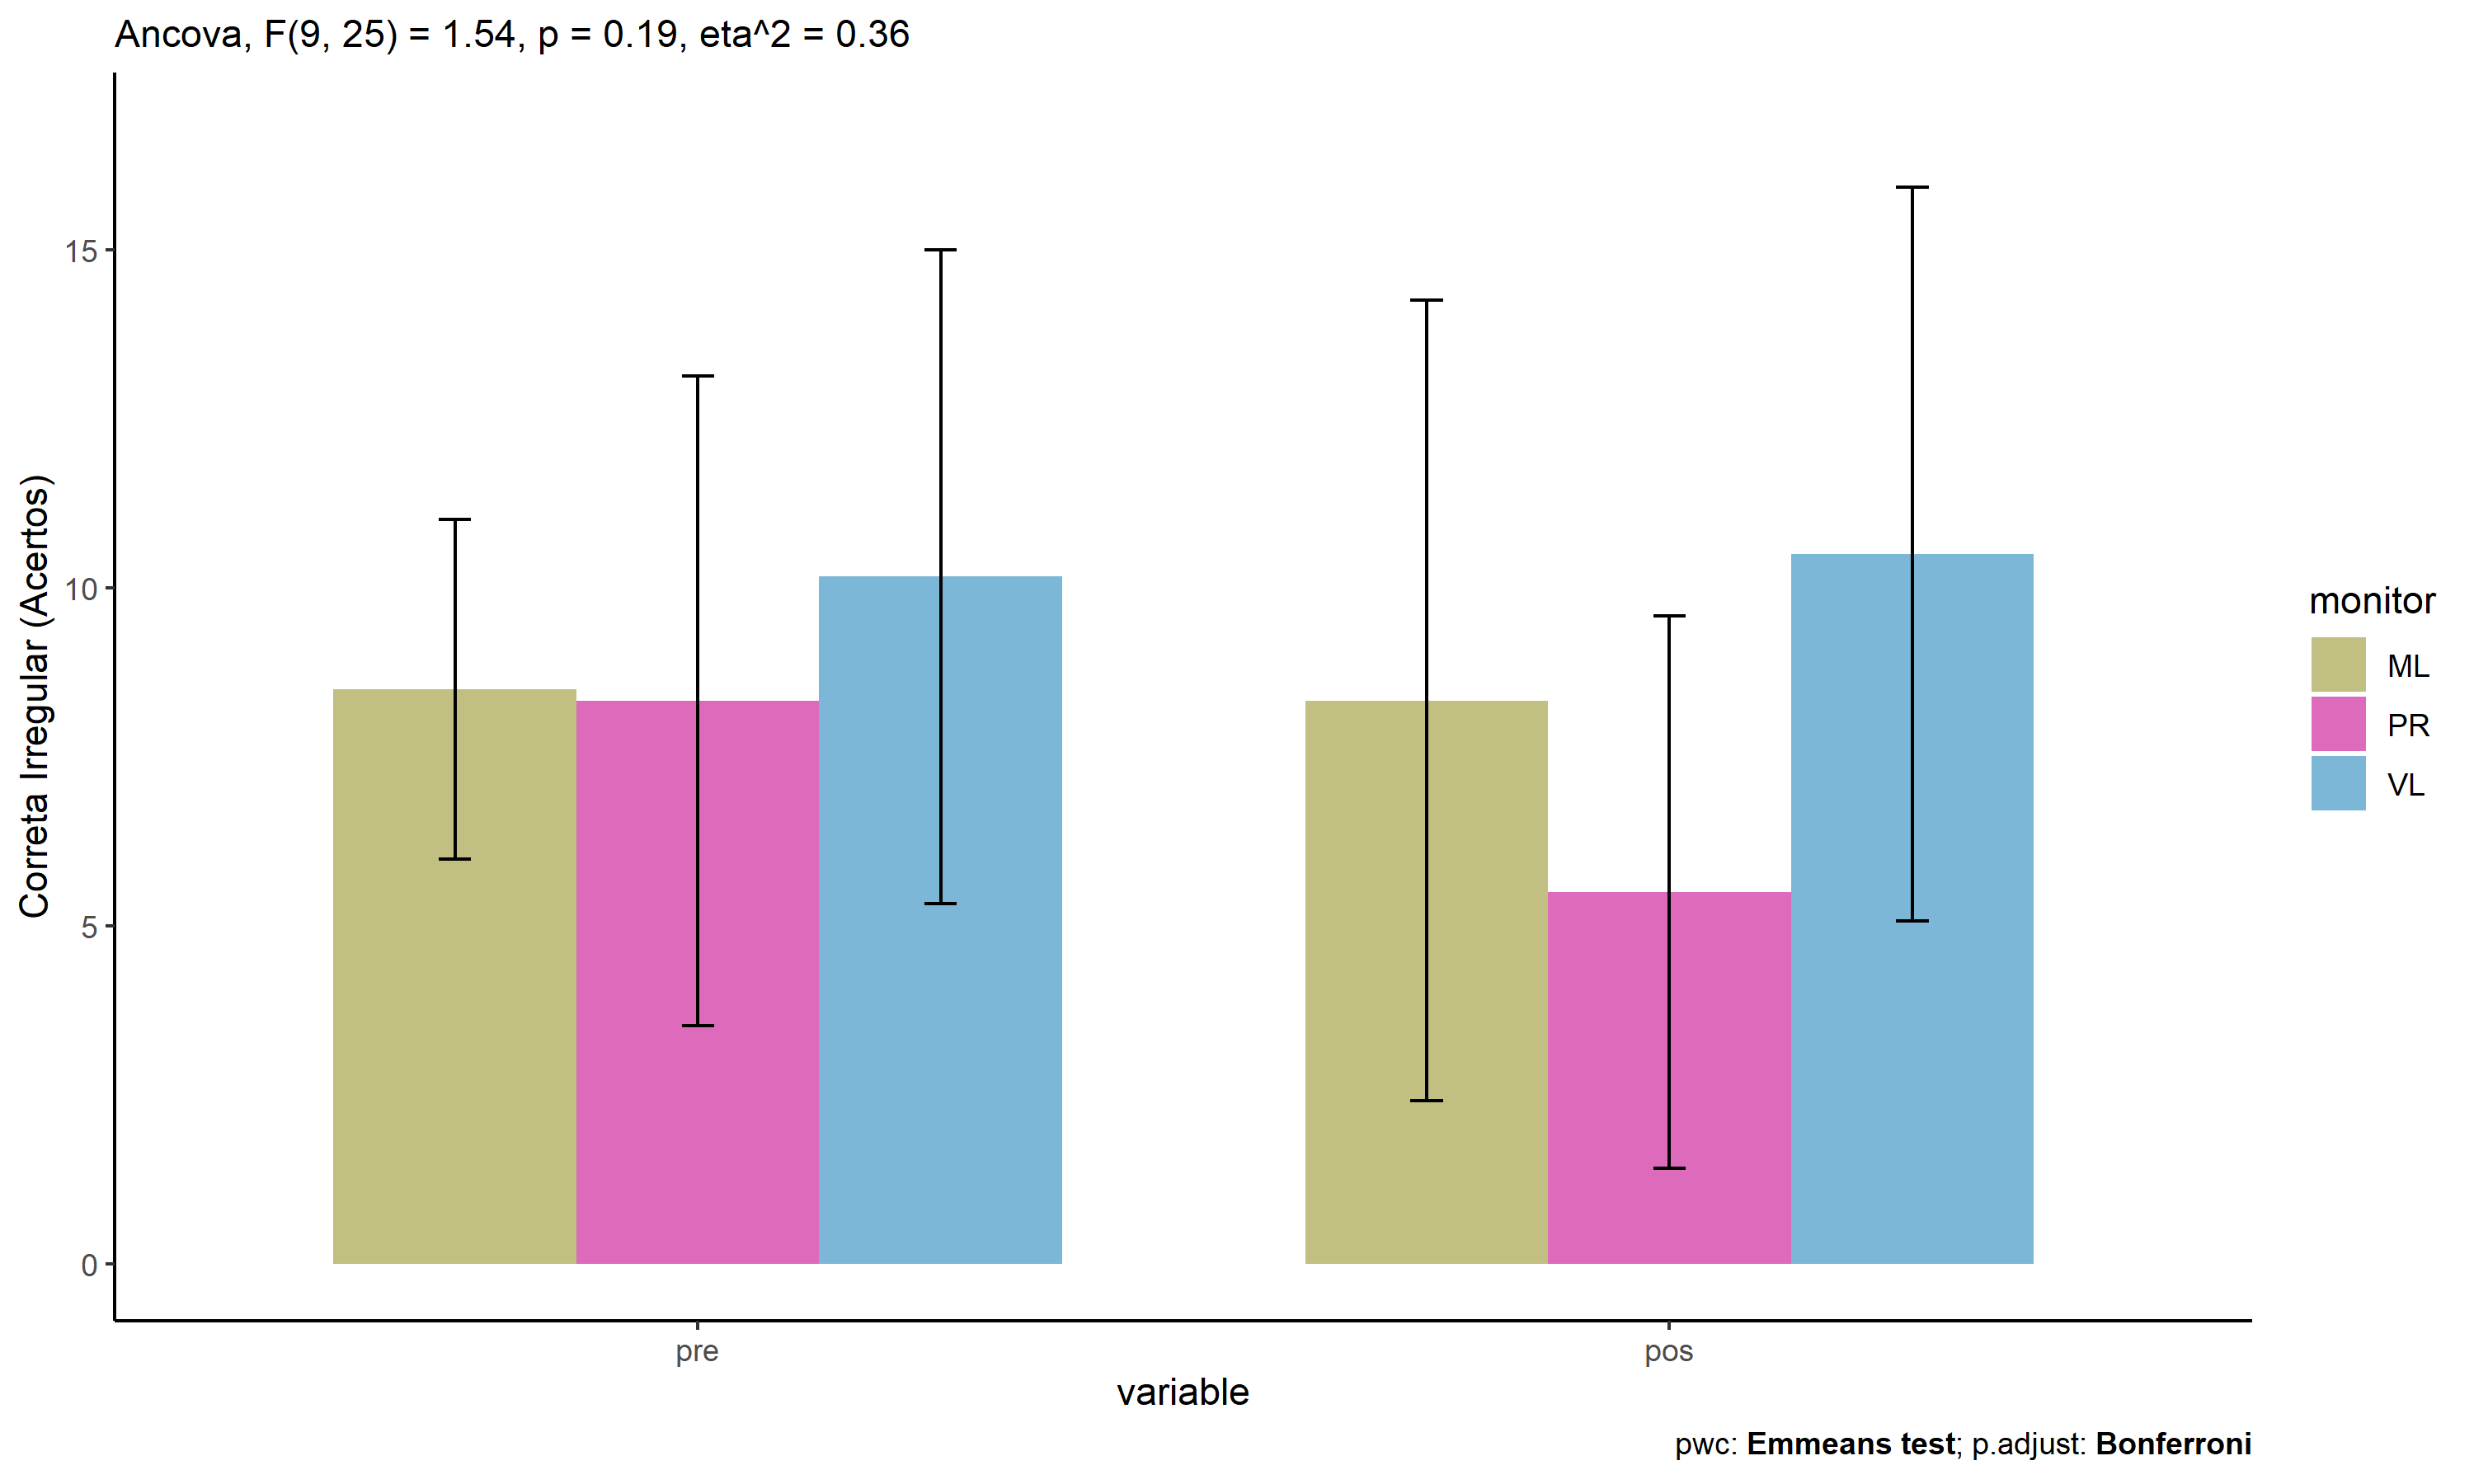 Ancova, F(9, 25) = 1.54, p = 0.19, eta^2 = 0.36
Correta Irregular (Acertos)
15
10
5
0
pre
pos
variable
monitor
ML
PR
VL
pwc: Emmeans test; p.adjust: Bonferroni